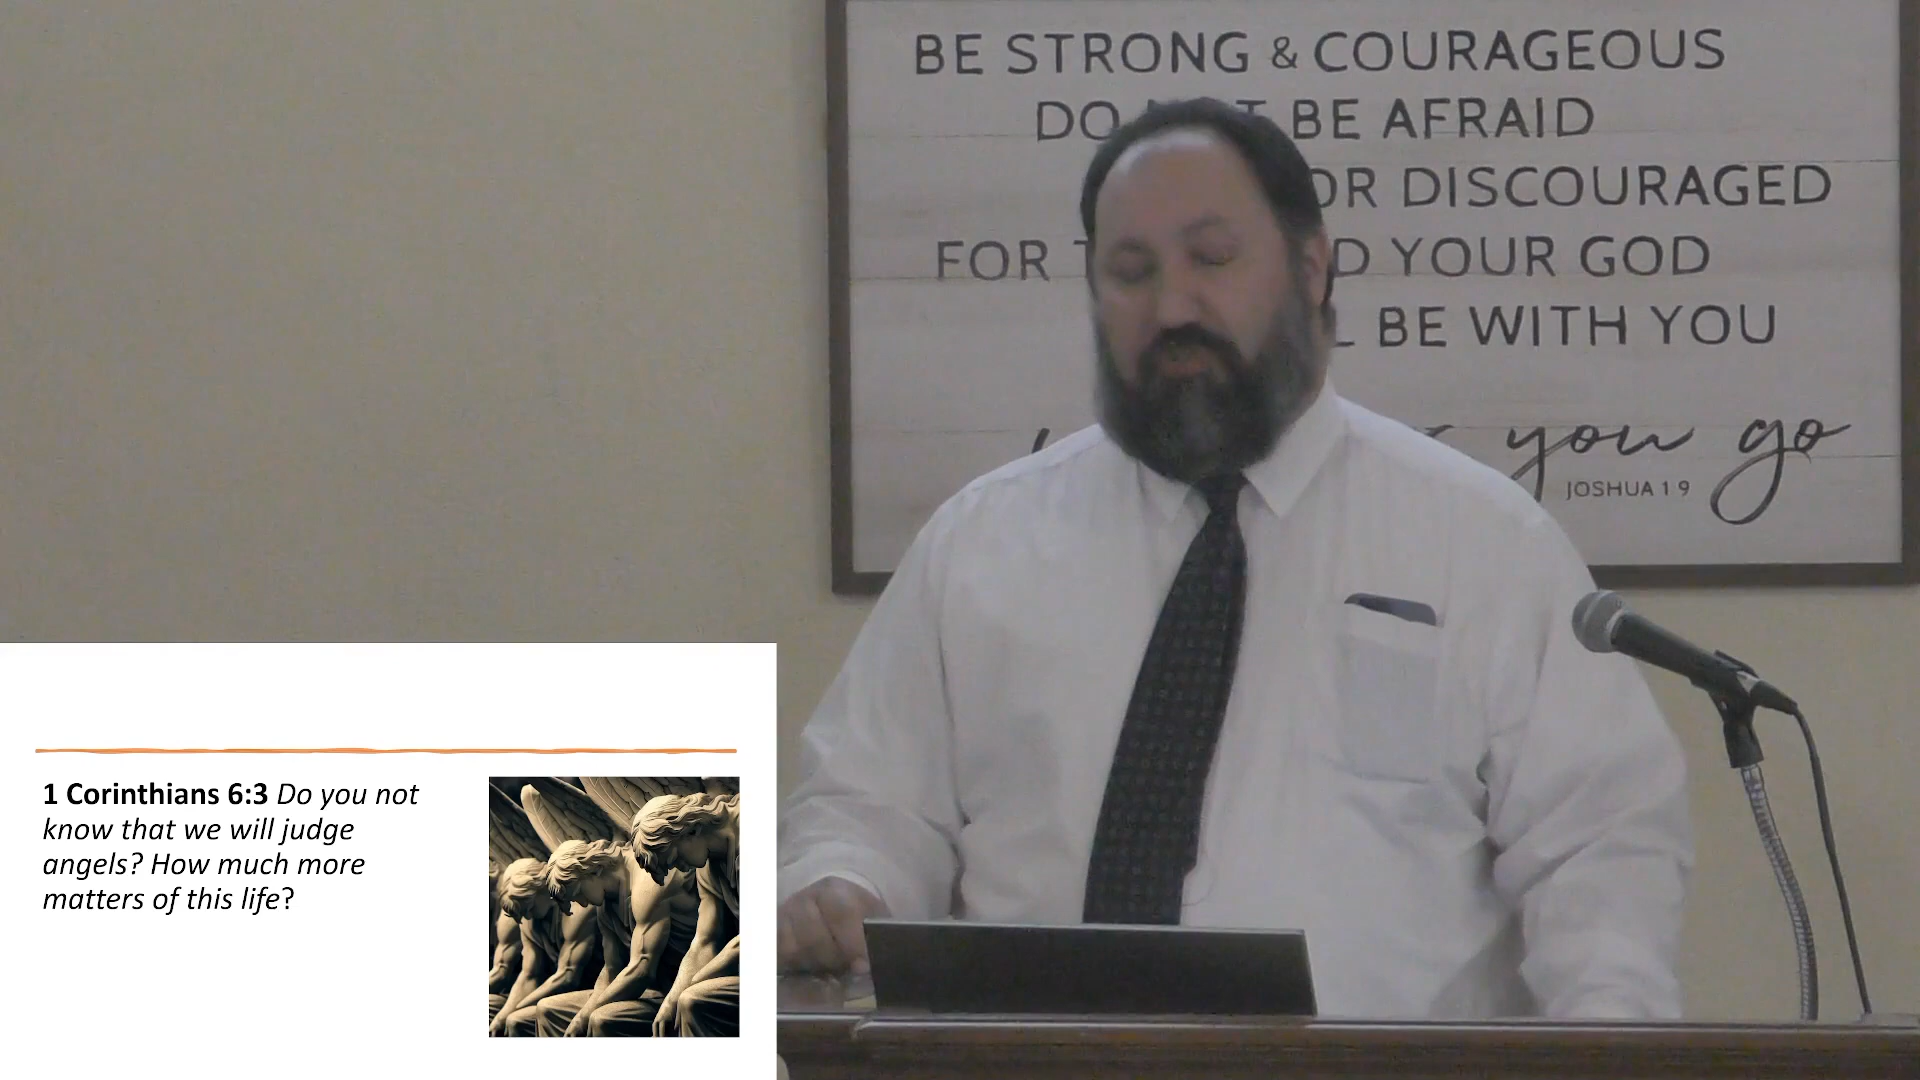 BE STRONG & COURAGEOUS
DO BE AFRAID
OR DISCOURAGED
FOR YOUR GOD
BE WITH YOU
you go
JOSHUA 1 9
1 Corinthians 6:3 Do you not
know that we will judge
angels? How much more
matters of this life?